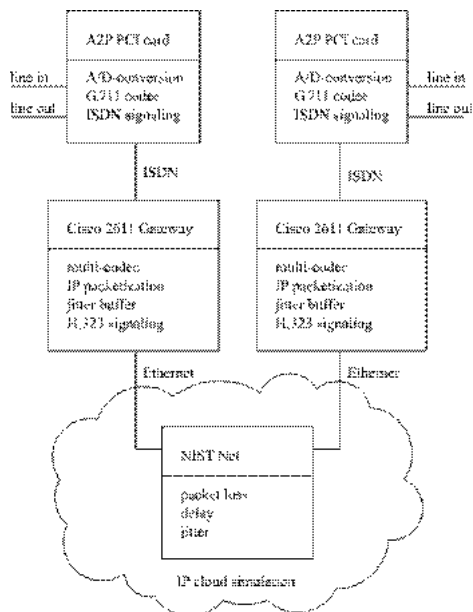 A2P PCI card
A2P PCI card
line in
A/D-conversion
A/D-conversion
line in
line out
G.711 codec
G.711 codec
line out
ISDN signaling
ISDN signaling
ISDN
ISDN
Cisco 2611 Gateway
Cisco 2611 Gateway
multi-codec
multi-codec
IP packetization
IP packetization
jitter buffer
jitter buffer
H.323 signaling
H.323 signaling
Ethernet
Ethernet
NIST Net
packet loss
delay
jitter
IP cloud simulation